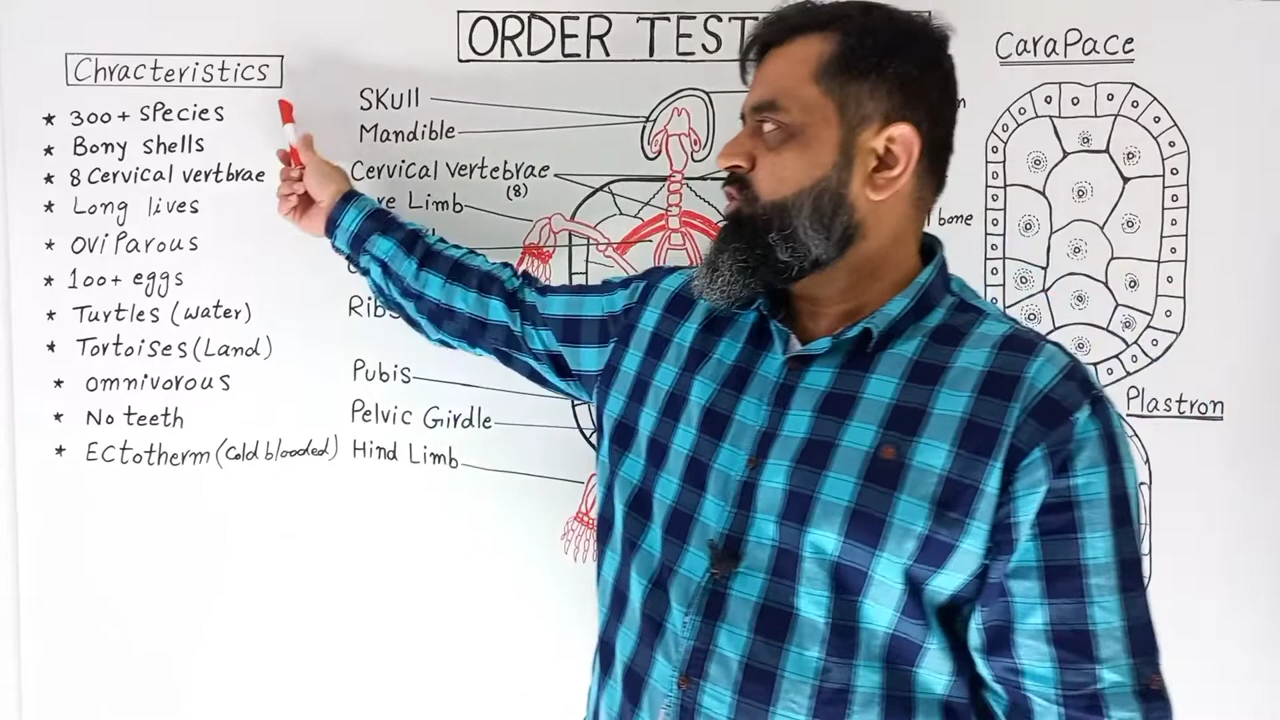 ORDER TEST
Chracteristics
* 300+ species
* Bony shells
* 8 Cervical vertbrae
* Long lives
* oviParous
* 100+ eggs
* Turtles (water)
* Tortoises (Land)
* omnivorous
* No teeth
* ECtotherm (Cold blooded)
SKull
Mandible
Cervical vertebrae
(8)
re Limb
Ribs
Pubis
Pelvic Girdle
Hind Limb
bone
CaraPace
Plastron